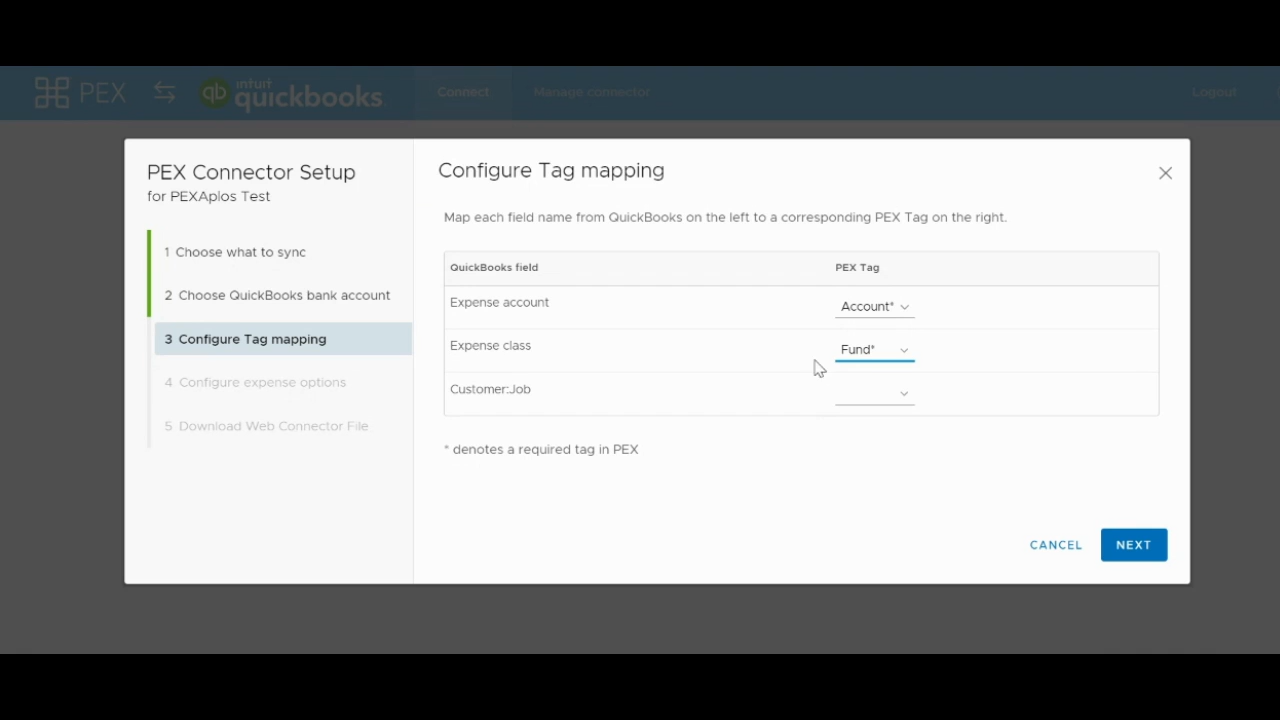 PEX
qb
intuit
quickbooks
Connect
Manage connector
Logout
PEX Connector Setup
for PEXAplos Test
1 Choose what to sync
2 Choose QuickBooks bank account
3 Configure Tag mapping
4 Configure expense options
5 Download Web Connector File
Configure Tag mapping
Map each field name from QuickBooks on the left to a corresponding PEX Tag on the right.
QuickBooks field PEX Tag
Expense account Account*
Expense class Fund*
Customer:Job
* denotes a required tag in PEX
CANCEL NEXT